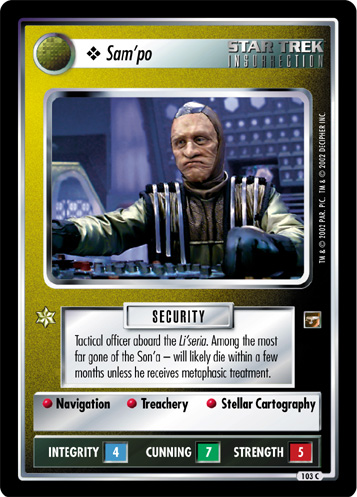 ❖ Sam'po
STAR TREK
INSURRECTION
TM & © 2002 PAR. PIC. TM & © 2002 DECIPHER INC.
SECURITY
Tactical officer aboard the Li'seria. Among the most
far gone of the Son'a – will likely die within a few
months unless he receives metaphasic treatment.
• Navigation • Treachery • Stellar Cartography
INTEGRITY 4 CUNNING 7 STRENGTH 5
103 C